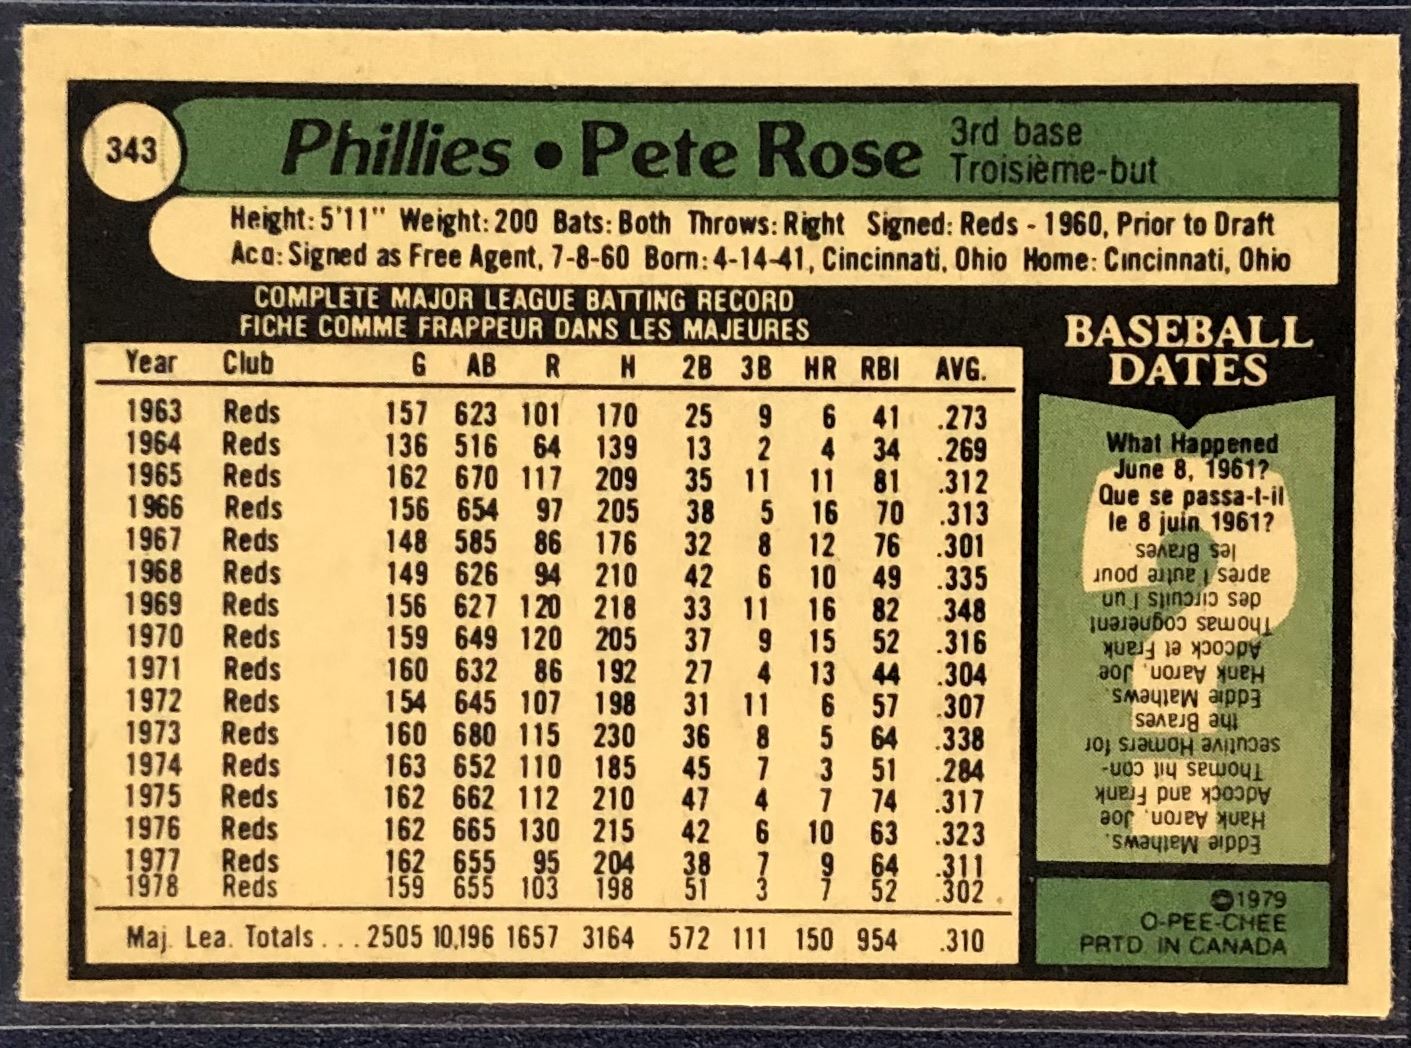 343
Phillies • Pete Rose 3rd base
Troisième-but
Height: 5'11" Weight: 200 Bats: Both Throws: Right Signed: Reds - 1960, Prior to Draft
Acq: Signed as Free Agent, 7-8-60 Born: 4-14-41, Cincinnati, Ohio Home: Cincinnati, Ohio
COMPLETE MAJOR LEAGUE BATTING RECORD
FICHE COMME FRAPPEUR DANS LES MAJEURES
Year Club G AB R H 2B 3B HR RBI AVG.
1963 Reds 157 623 101 170 25 9 6 41 .273
1964 Reds 136 516 64 139 13 2 4 34 .269
1965 Reds 162 670 117 209 35 11 11 81 .312
1966 Reds 156 654 97 205 38 5 16 70 .313
1967 Reds 148 585 86 176 32 8 12 76 .301
1968 Reds 149 626 94 210 42 6 10 49 .335
1969 Reds 156 627 120 218 33 11 16 82 .348
1970 Reds 159 649 120 205 37 9 15 52 .316
1971 Reds 160 632 86 192 27 4 13 44 .304
1972 Reds 154 645 107 198 31 11 6 57 .307
1973 Reds 160 680 115 230 36 8 5 64 .338
1974 Reds 163 652 110 185 45 7 3 51 .284
1975 Reds 162 662 112 210 47 4 7 74 .317
1976 Reds 162 665 130 215 42 6 10 63 .323
1977 Reds 162 655 95 204 38 7 9 64 .311
1978 Reds 159 655 103 198 51 3 7 52 .302
Maj. Lea. Totals . . . 2505 10,196 1657 3164 572 111 150 954 .310
BASEBALL
DATES
What Happened
June 8, 1961?
Que se passa-t-il
le 8 juin 1961?
Eddie Mathews,
Hank Aaron, Joe
Adcock and Frank
Thomas hit con-
secutive Homers for
the Braves
Eddie Mathews,
Hank Aaron, Joe
Adcock et Frank
Thomas cognerent
des circuits l'un
apres l'autre pour
les Braves.
©1979
O-PEE-CHEE
PRTD. IN CANADA